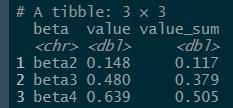 # A tibble: 3 × 3
beta value value_sum
<chr> <dbl> <dbl>
1 beta2 0.148 0.117
2 beta3 0.480 0.379
3 beta4 0.639 0.505